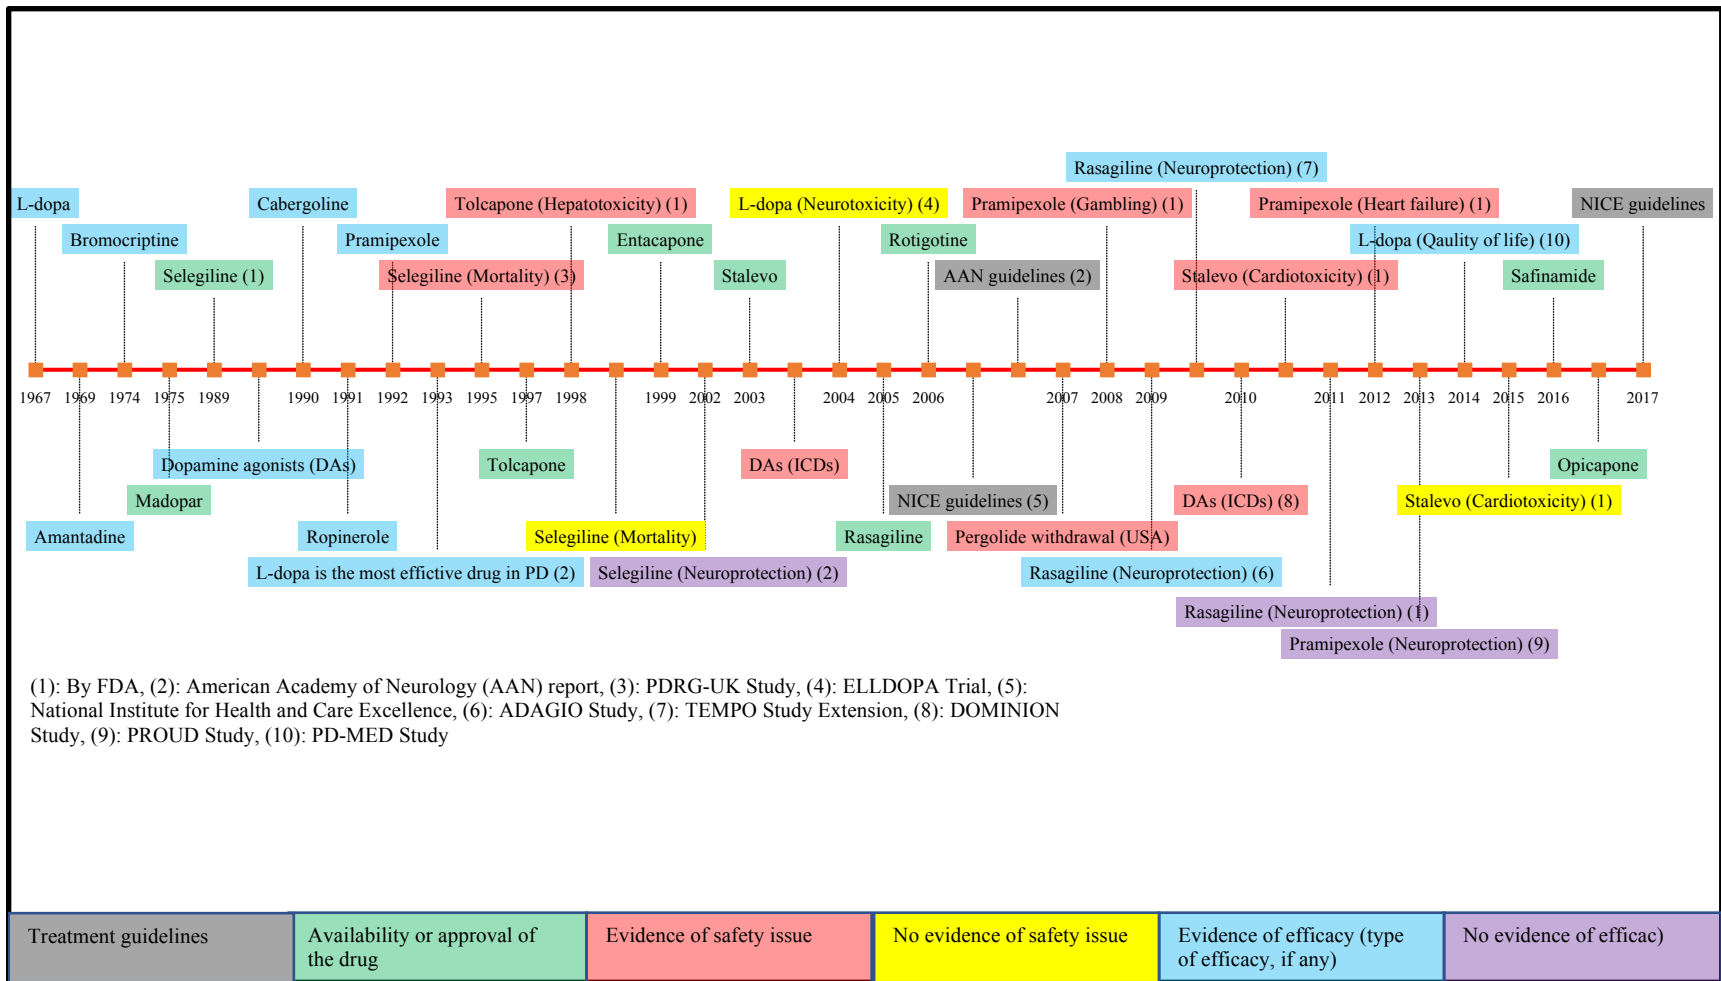 Rasagiline (Neuroprotection) (7)
L-dopa
Cabergoline
Tolcapone (Hepatotoxicity) (1)
L-dopa (Neurotoxicity) (4)
Pramipexole (Gambling) (1)
Pramipexole (Heart failure) (1)
NICE guidelines
Bromocriptine
Pramipexole
Entacapone
Rotigotine
L-dopa (Qaulity of life) (10)
Selegiline (1)
Selegiline (Mortality) (3)
Stalevo
AAN guidelines (2)
Stalevo (Cardiotoxicity) (1)
Safinamide
1967 1969 1974 1975 1989 1990 1991 1992 1993 1995 1997 1998 1999 2002 2003 2004 2005 2006 2007 2008 2009 2010 2011 2012 2013 2014 2015 2016 2017
Dopamine agonists (DAs)
Tolcapone
DAs (ICDs)
Opicapone
Madopar
NICE guidelines (5)
DAs (ICDs) (8)
Stalevo (Cardiotoxicity) (1)
Amantadine
Ropinerole
Selegiline (Mortality)
Rasagiline
Pergolide withdrawal (USA)
L-dopa is the most effictive drug in PD (2)
Selegiline (Neuroprotection) (2)
Rasagiline (Neuroprotection) (6)
Rasagiline (Neuroprotection) (1)
Pramipexole (Neuroprotection) (9)
(1): By FDA, (2): American Academy of Neurology (AAN) report, (3): PDRG-UK Study, (4): ELLDOPA Trial, (5):
National Institute for Health and Care Excellence, (6): ADAGIO Study, (7): TEMPO Study Extension, (8): DOMINION
Study, (9): PROUD Study, (10): PD-MED Study
Treatment guidelines
Availability or approval of
the drug
Evidence of safety issue
No evidence of safety issue
Evidence of efficacy (type
of efficacy, if any)
No evidence of efficac)